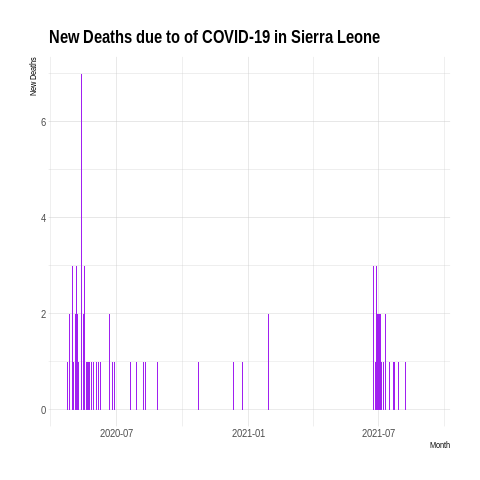 New Deaths due to of COVID-19 in Sierra Leone
New Deaths
6
4
2
0
2020-07 2021-01 2021-07
Month